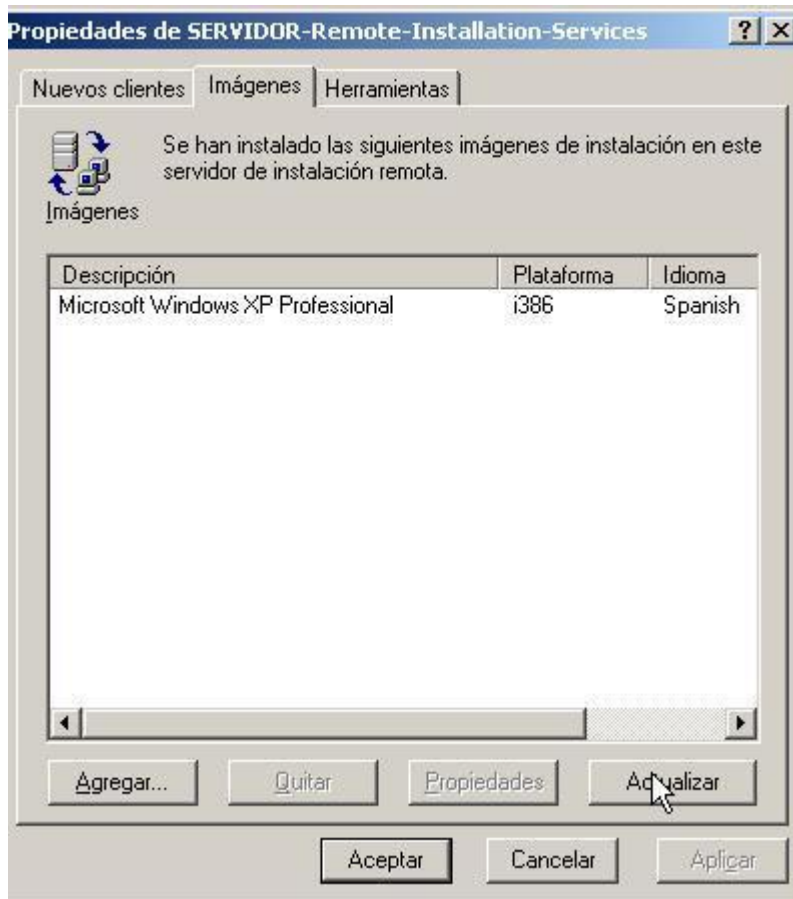 Propiedades de SERVIDOR-Remote-Installation-Services
Nuevos clientes Imágenes Herramientas
Se han instalado las siguientes imágenes de instalación en este
servidor de instalación remota.
Imágenes
Descripción Plataforma Idioma
Microsoft Windows XP Professional i386 Spanish
Agregar... Quitar Propiedades Actualizar
Aceptar Cancelar Aplicar